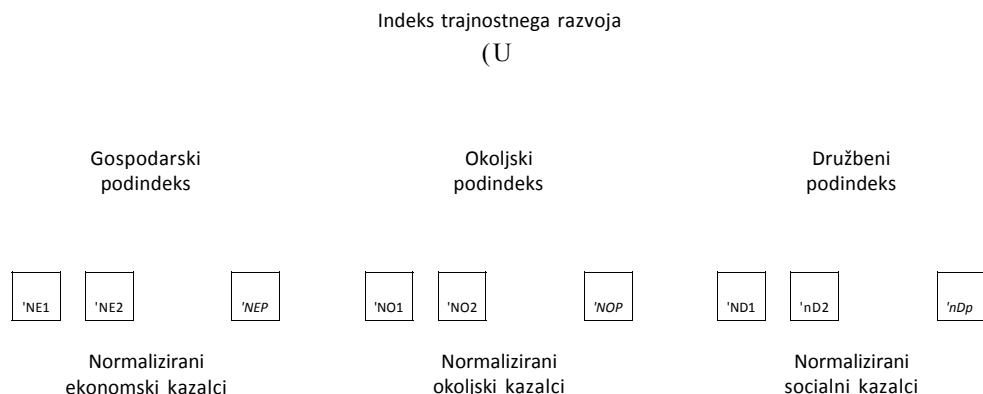 Indeks trajnostnega razvoja
(U
Gospodarski
podindeks
Okoljski
podindeks
Družbeni
podindeks
'NE1 'NE2 'NEP 'NO1 'NO2 'NOP 'ND1 'nD2 'nDp
Normalizirani
ekonomski kazalci
Normalizirani
okoljski kazalci
Normalizirani
socialni kazalci